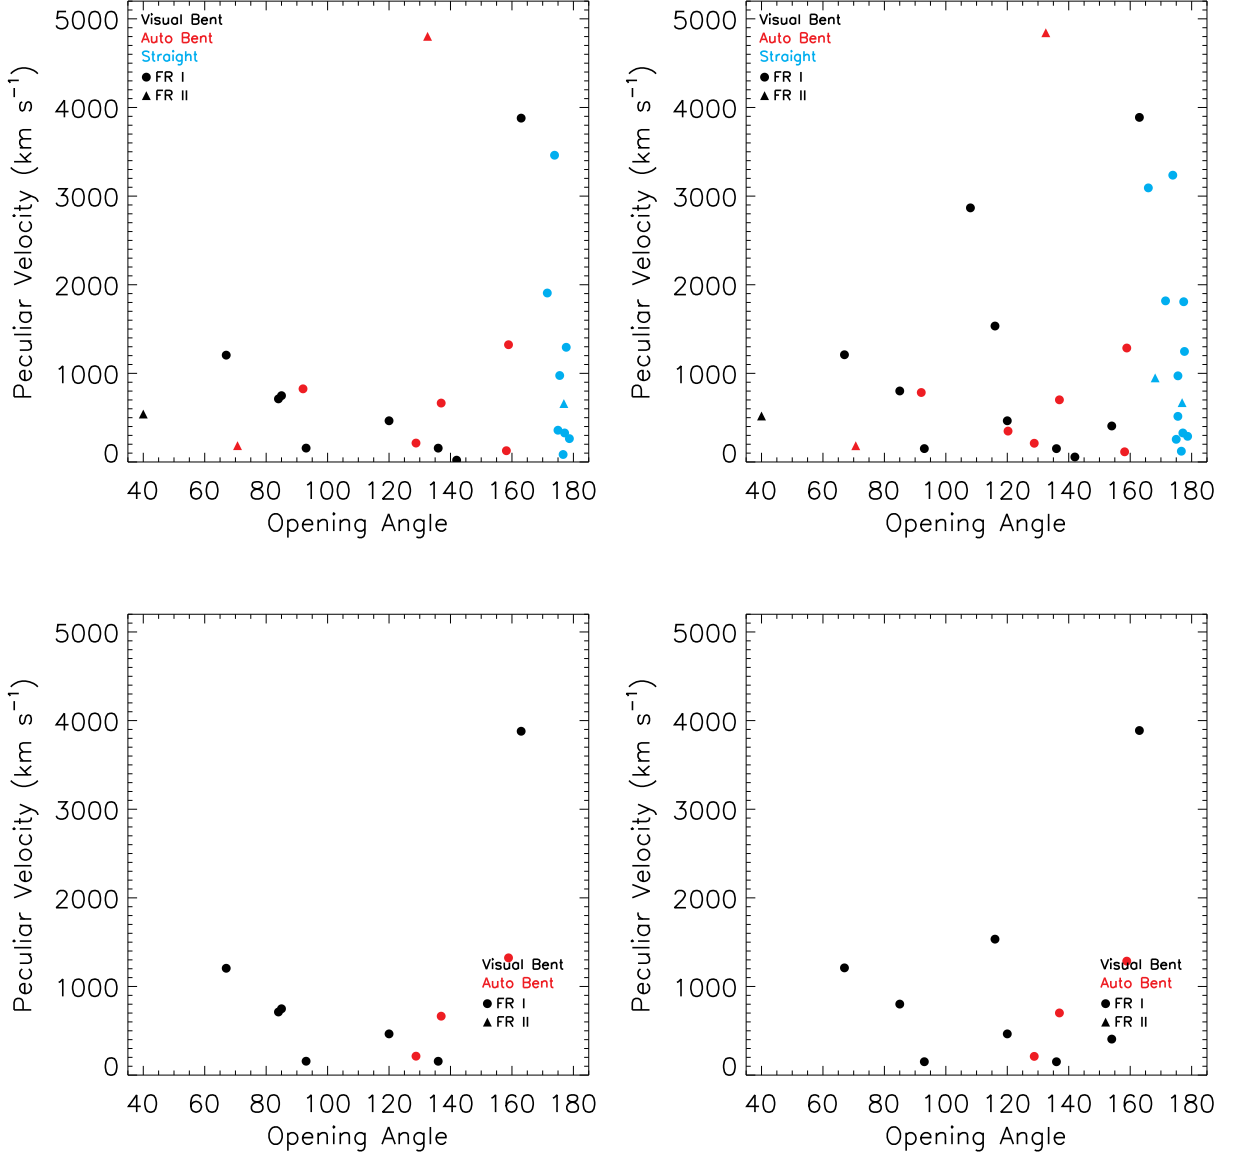 5000
4000
3000
2000
1000
0
Peculiar Velocity (km s⁻¹)
Visual Bent
Auto Bent
Straight
FR I
FR II
40 60 80 100 120 140 160 180
Opening Angle
5000
4000
3000
2000
1000
0
Peculiar Velocity (km s⁻¹)
Visual Bent
Auto Bent
Straight
FR I
FR II
40 60 80 100 120 140 160 180
Opening Angle
5000
4000
3000
2000
1000
0
Peculiar Velocity (km s⁻¹)
Visual Bent
Auto Bent
FR I
FR II
40 60 80 100 120 140 160 180
Opening Angle
5000
4000
3000
2000
1000
0
Peculiar Velocity (km s⁻¹)
Visual Bent
Auto Bent
FR I
FR II
40 60 80 100 120 140 160 180
Opening Angle